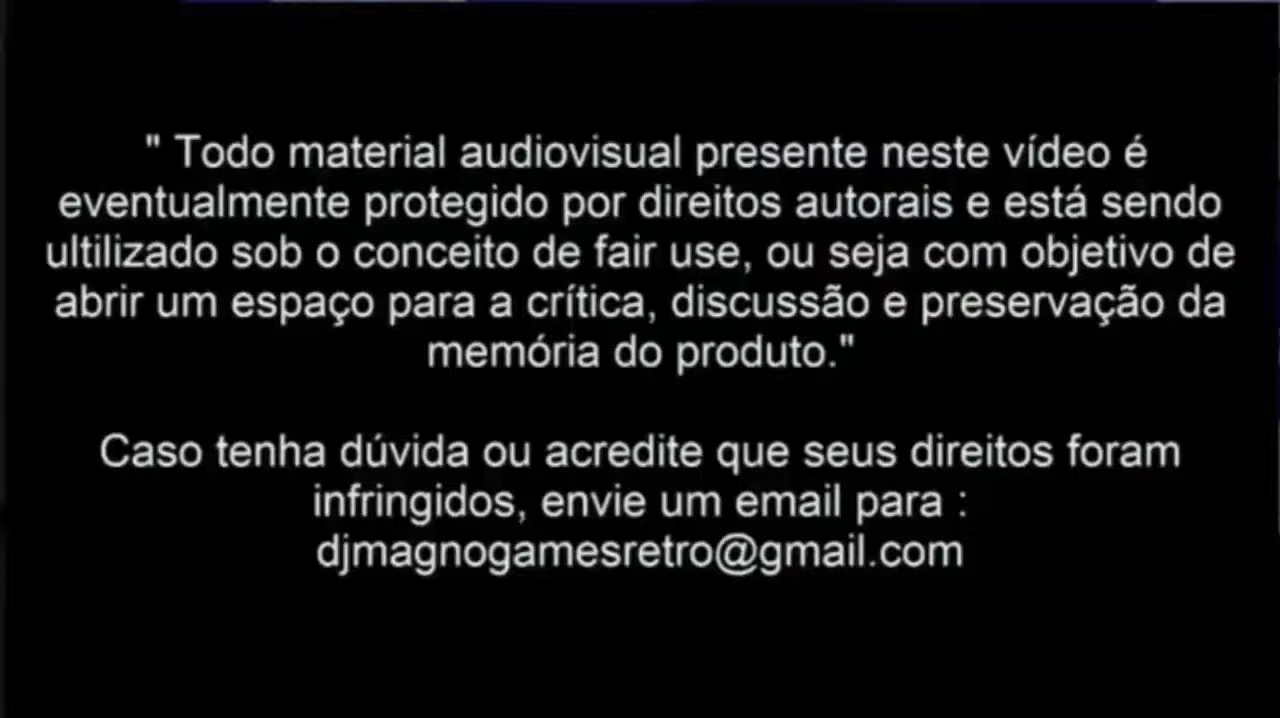 " Todo material audiovisual presente neste vídeo é
eventualmente protegido por direitos autorais e está sendo
ultilizado sob o conceito de fair use, ou seja com objetivo de
abrir um espaço para a crítica, discussão e preservação da
memória do produto."
Caso tenha dúvida ou acredite que seus direitos foram
infringidos, envie um email para :
djmagnogamesretro@gmail.com